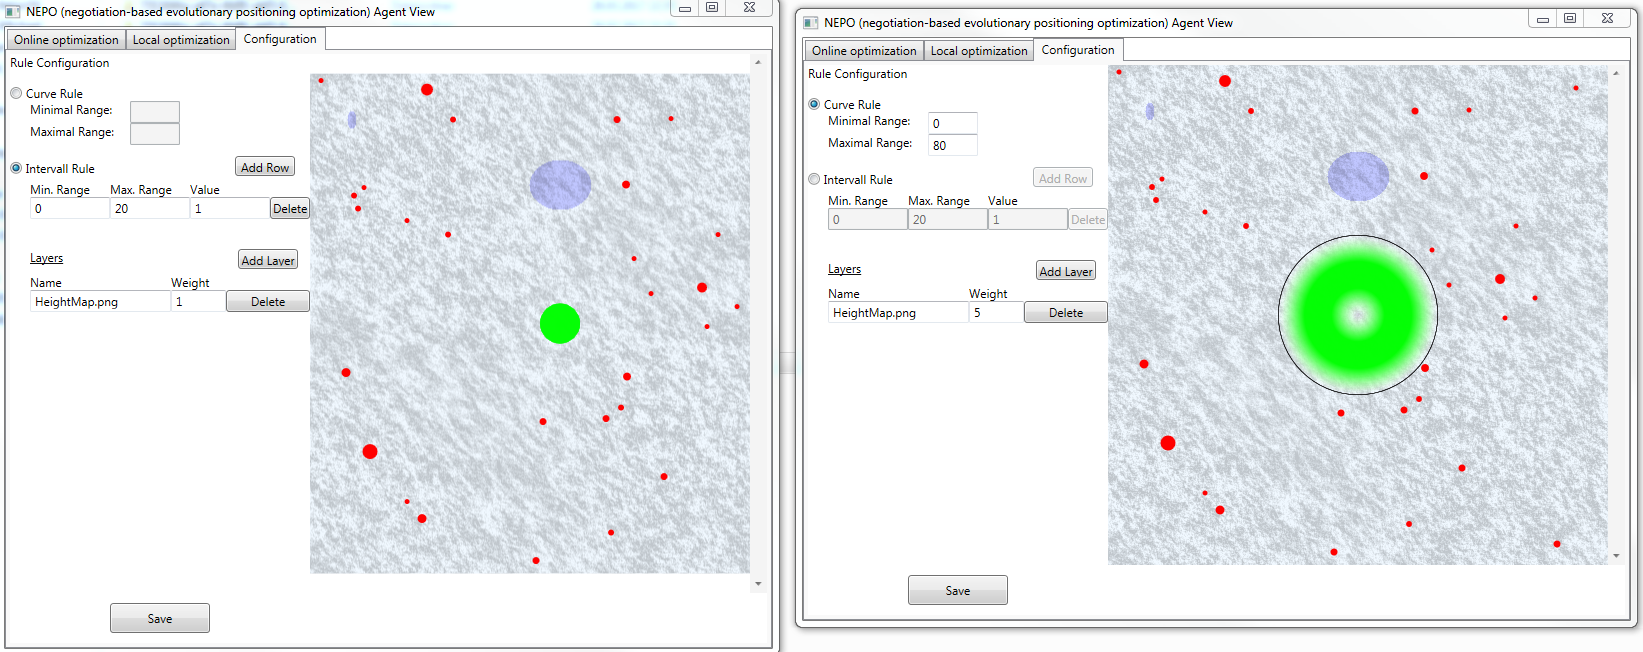 NEPO (negotiation-based evolutionary positioning optimization) Agent View
Online optimization Local optimization Configuration
Rule Configuration
Curve Rule
Minimal Range:
Maximal Range:
Intervall Rule Add Row
Min. Range Max. Range Value
0 20 1 Delete
Layers Add Layer
Name Weight
HeightMap.png 1 Delete
Save
NEPO (negotiation-based evolutionary positioning optimization) Agent View
Online optimization Local optimization Configuration
Rule Configuration
Curve Rule
Minimal Range: 0
Maximal Range: 80
Intervall Rule Add Row
Min. Range Max. Range Value
0 20 1 Delete
Layers Add Layer
Name Weight
HeightMap.png 5 Delete
Save